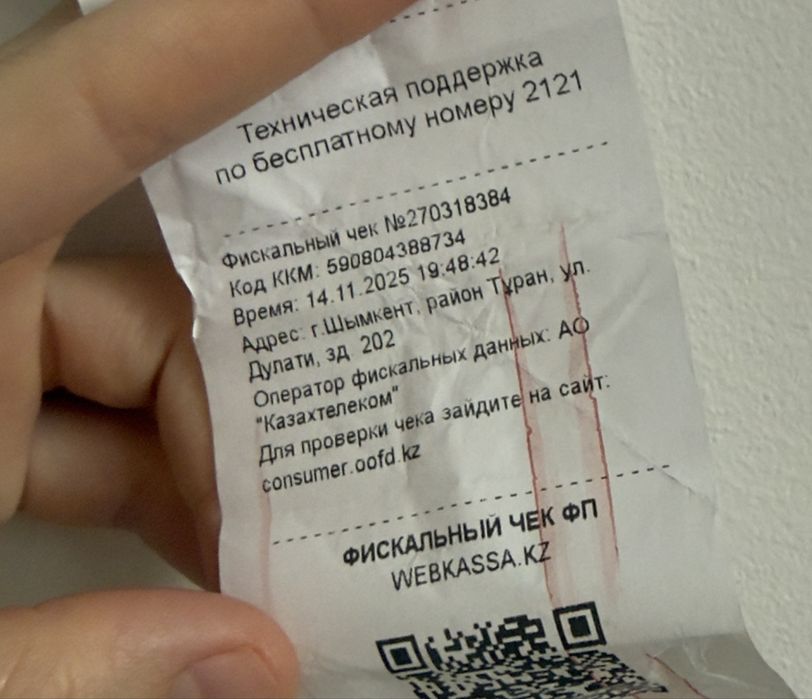 Техническая поддержка
по бесплатному номеру 2121
Фискальный чек №270318384
Код ККМ: 590804388734
Время: 14.11.2025 19:48:42
Адрес: г.Шымкент, район Тұран, ул.
Дулати, зд. 202
Оператор фискальных данных: АО
"Казахтелеком"
Для проверки чека зайдите на сайт:
consumer.oofd.kz
ФИСКАЛЬНЫЙ ЧЕК ФП
WEBKASSA.KZ